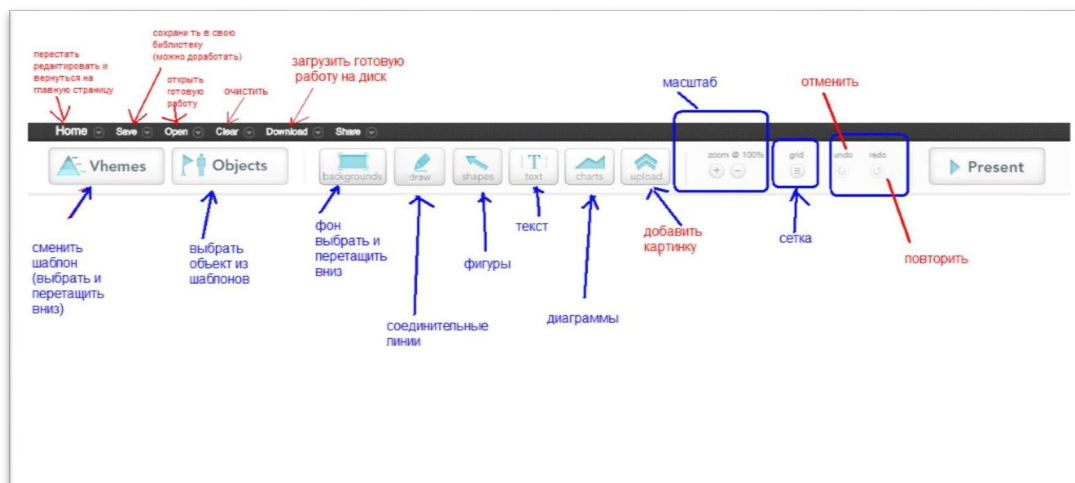 перестать
редактировать и
вернуться на
главную страницу
сохрани ть в свою
библиотеку
(можно доработать)
открыть
готовую
работу
очистить
загрузить готовую
работу на диск
масштаб
отменить
Home Save Open Clear Download Share
Vhemes Objects backgrounds draw shapes text charts upload
zoom @ 100% grid undo redo
Present
сменить
шаблон
(выбрать и
перетащить
вниз)
выбрать
объект из
шаблонов
фон
выбрать и
перетащить
вниз
соединительные
линии
фигуры
текст
диаграммы
добавить
картинку
сетка
повторить